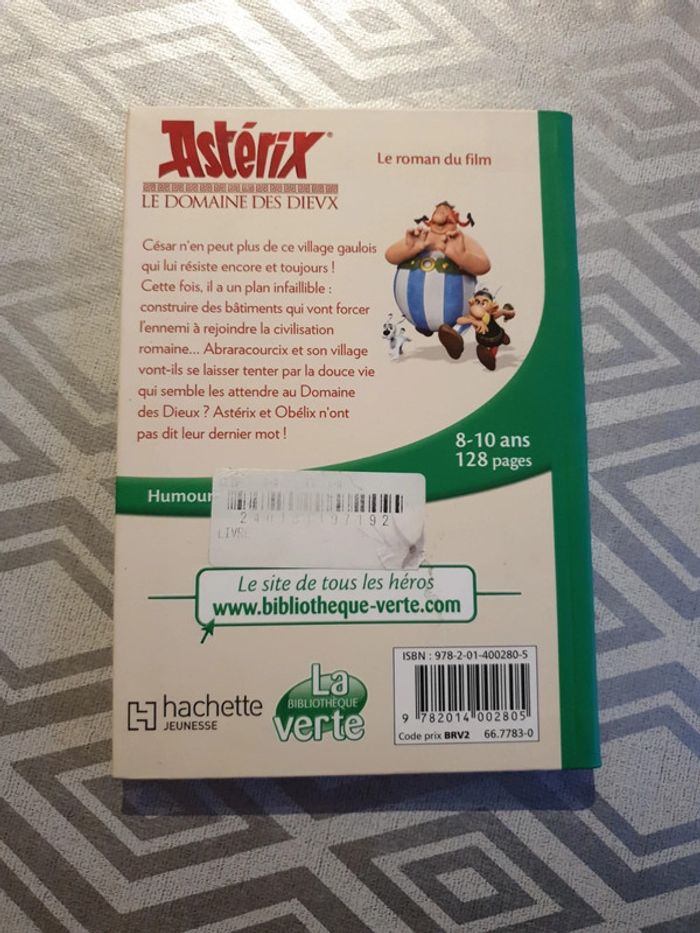 Astérix
LE DOMAINE DES DIEVX
Le roman du film
César n'en peut plus de ce village gaulois
qui lui résiste encore et toujours !
Cette fois, il a un plan infaillible :
construire des bâtiments qui vont forcer
l'ennemi à rejoindre la civilisation
romaine... Abraracourcix et son village
vont-ils se laisser tenter par la douce vie
qui semble les attendre au Domaine
des Dieux ? Astérix et Obélix n'ont
pas dit leur dernier mot !
8-10 ans
128 pages
Humour
LIVRE
Le site de tous les héros
www.bibliotheque-verte.com
hachette
JEUNESSE
La
BIBLIOTHÈQUE
verte
ISBN : 978-2-01-400280-5
9 782014 002805
Code prix BRV2 66.7783-0